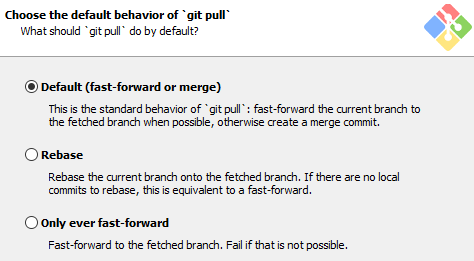 Choose the default behavior of `git pull`
What should `git pull` do by default?
Default (fast-forward or merge)
This is the standard behavior of `git pull`: fast-forward the current branch to
the fetched branch when possible, otherwise create a merge commit.
Rebase
Rebase the current branch onto the fetched branch. If there are no local
commits to rebase, this is equivalent to a fast-forward.
Only ever fast-forward
Fast-forward to the fetched branch. Fail if that is not possible.